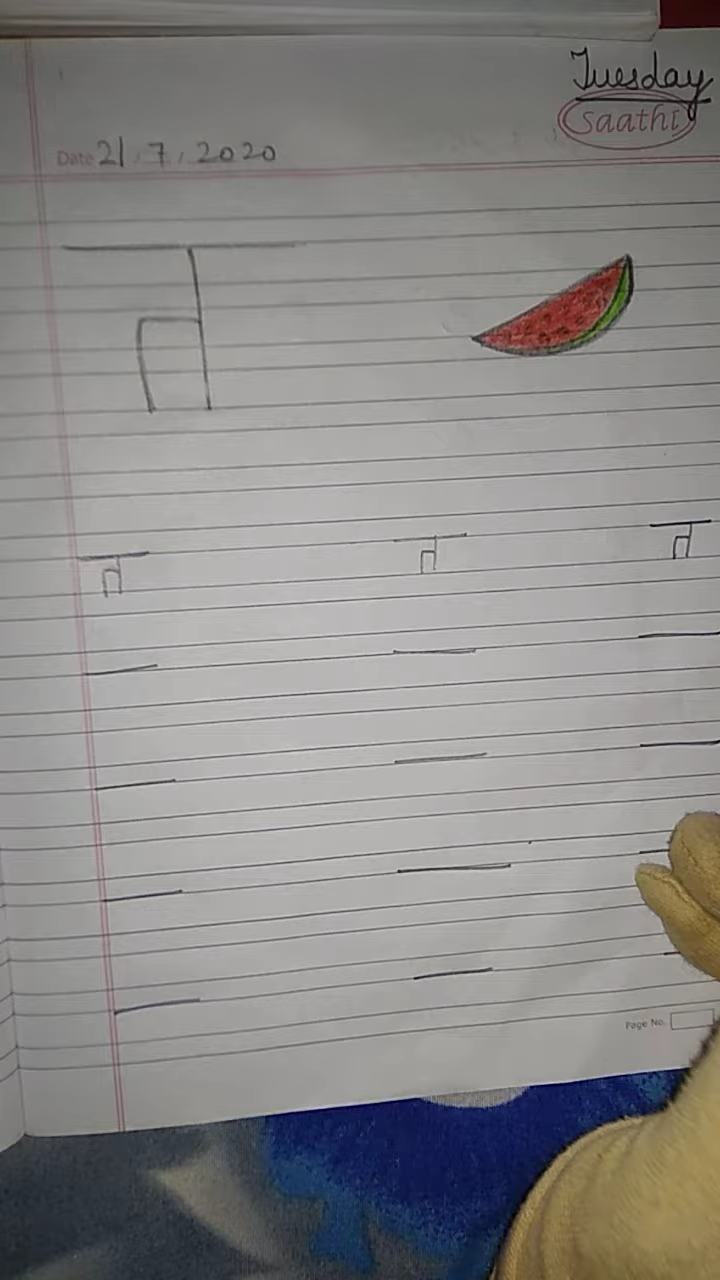 Tuesday
Saathi
Date 21.7.2020
त
त त त
Page No.